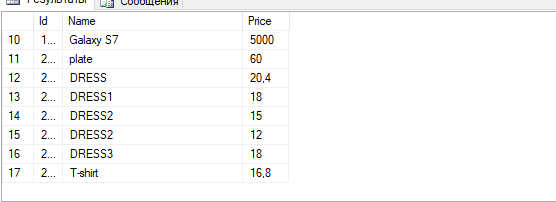 Результаты Сообщения
Id Name Price
10 1... Galaxy S7 5000
11 2... plate 60
12 2... DRESS 20,4
13 2... DRESS1 18
14 2... DRESS2 15
15 2... DRESS2 12
16 2... DRESS3 18
17 2... T-shirt 16,8